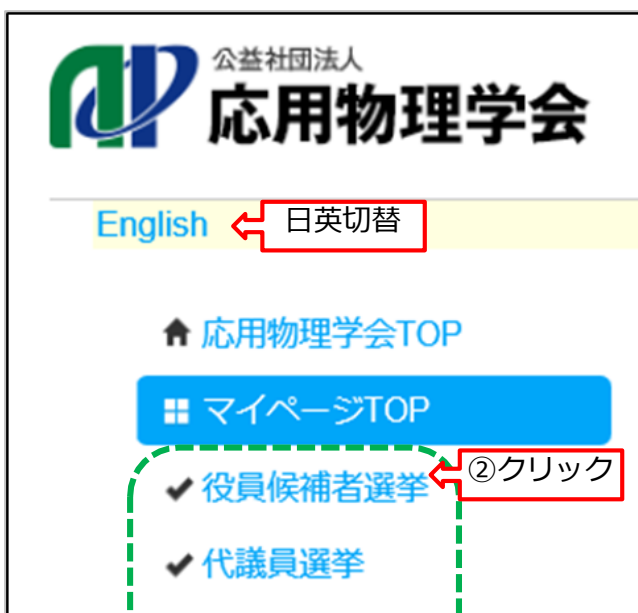 公益社団法人
応用物理学会
English 日英切替
応用物理学会TOP
マイページTOP
役員候補者選挙 ②クリック
代議員選挙